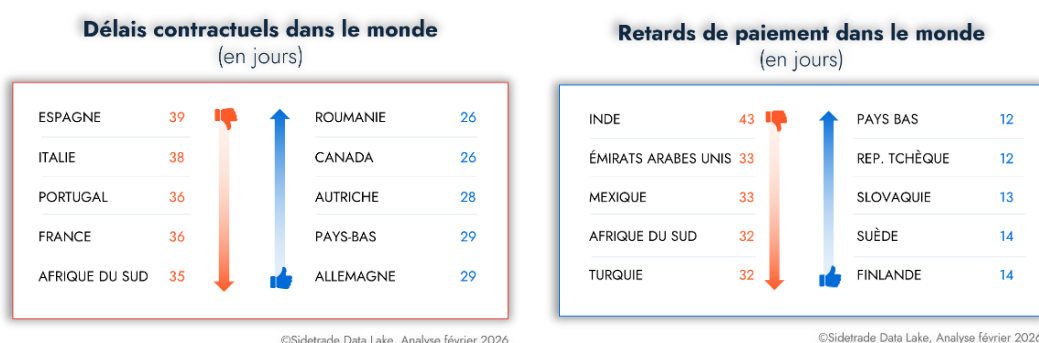 Délais contractuels dans le monde
(en jours)
ESPAGNE 39 ROUMANIE 26
ITALIE 38 CANADA 26
PORTUGAL 36 AUTRICHE 28
FRANCE 36 PAYS-BAS 29
AFRIQUE DU SUD 35 ALLEMAGNE 29
©Sidetrade Data Lake, Analyse février 2026
Retards de paiement dans le monde
(en jours)
INDE 43 PAYS BAS 12
ÉMIRATS ARABES UNIS 33 REP. TCHÈQUE 12
MEXIQUE 33 SLOVAQUIE 13
AFRIQUE DU SUD 32 SUÈDE 14
TURQUIE 32 FINLANDE 14
©Sidetrade Data Lake, Analyse février 2026